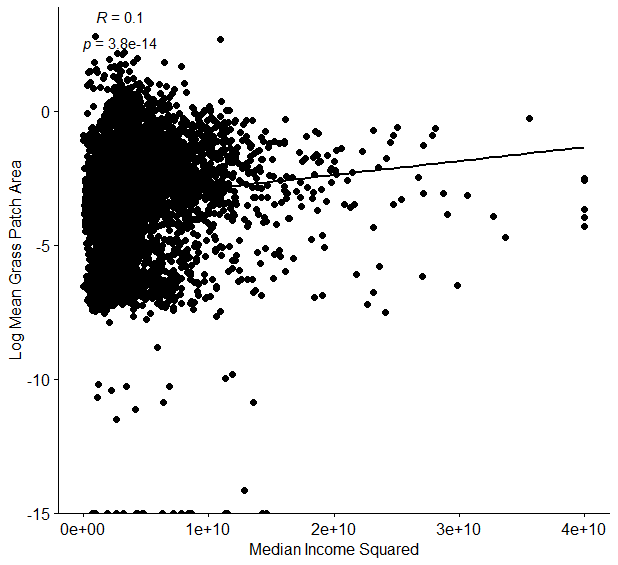 R = 0.1
p = 3.8e-14
Log Mean Grass Patch Area
0
-5
-10
-15
0e+00 1e+10 2e+10 3e+10 4e+10
Median Income Squared